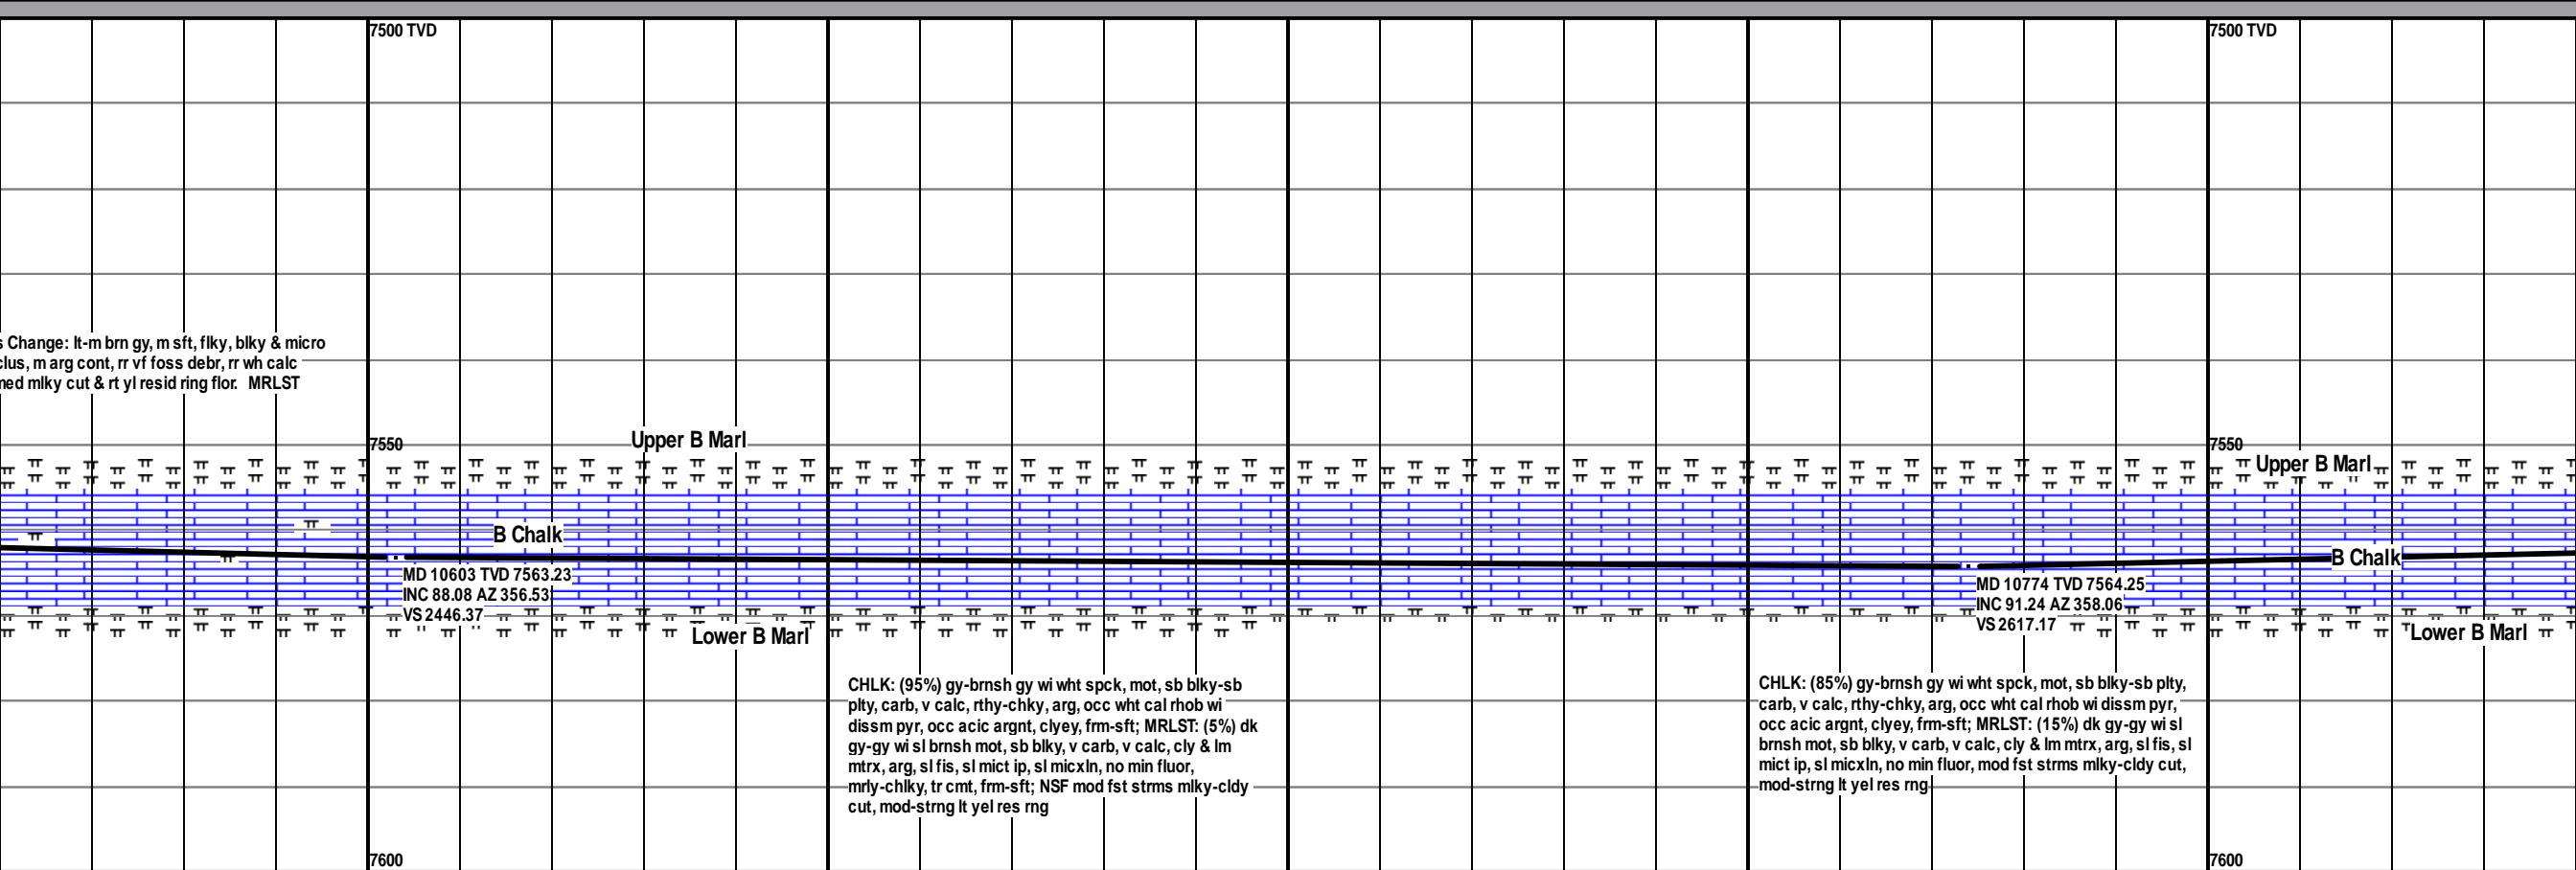 7500 TVD
7500 TVD
s Change: lt-m brn gy, m sft, flky, blky & micro
clus, m arg cont, rr vf foss debr, rr wh calc
ned mlky cut & rt yl resid ring flor.  MRLST
7550
Upper B Marl
7550
Upper B Marl
B Chalk
B Chalk
MD 10603 TVD 7563.23
INC 88.08 AZ 356.53
VS 2446.37
MD 10774 TVD 7564.25
INC 91.24 AZ 358.06
VS 2617.17
Lower B Marl
Lower B Marl
CHLK: (95%) gy-brnsh gy wi wht spck, mot, sb blky-sb
plty, carb, v calc, rthy-chky, arg, occ wht cal rhob wi
dissm pyr, occ acic argnt, clyey, frm-sft; MRLST: (5%) dk
gy-gy wi sl brnsh mot, sb blky, v carb, v calc, cly & lm
mtrx, arg, sl fis, sl mict ip, sl micxln, no min fluor,
mrly-chlky, tr cmt, frm-sft; NSF mod fst strms mlky-cldy
cut, mod-strng lt yel res rng
CHLK: (85%) gy-brnsh gy wi wht spck, mot, sb blky-sb plty,
carb, v calc, rthy-chky, arg, occ wht cal rhob wi dissm pyr,
occ acic argnt, clyey, frm-sft; MRLST: (15%) dk gy-gy wi sl
brnsh mot, sb blky, v carb, v calc, cly & lm mtrx, arg, sl fis, sl
mict ip, sl micxln, no min fluor, mod fst strms mlky-cldy cut,
mod-strng lt yel res rng
7600
7600